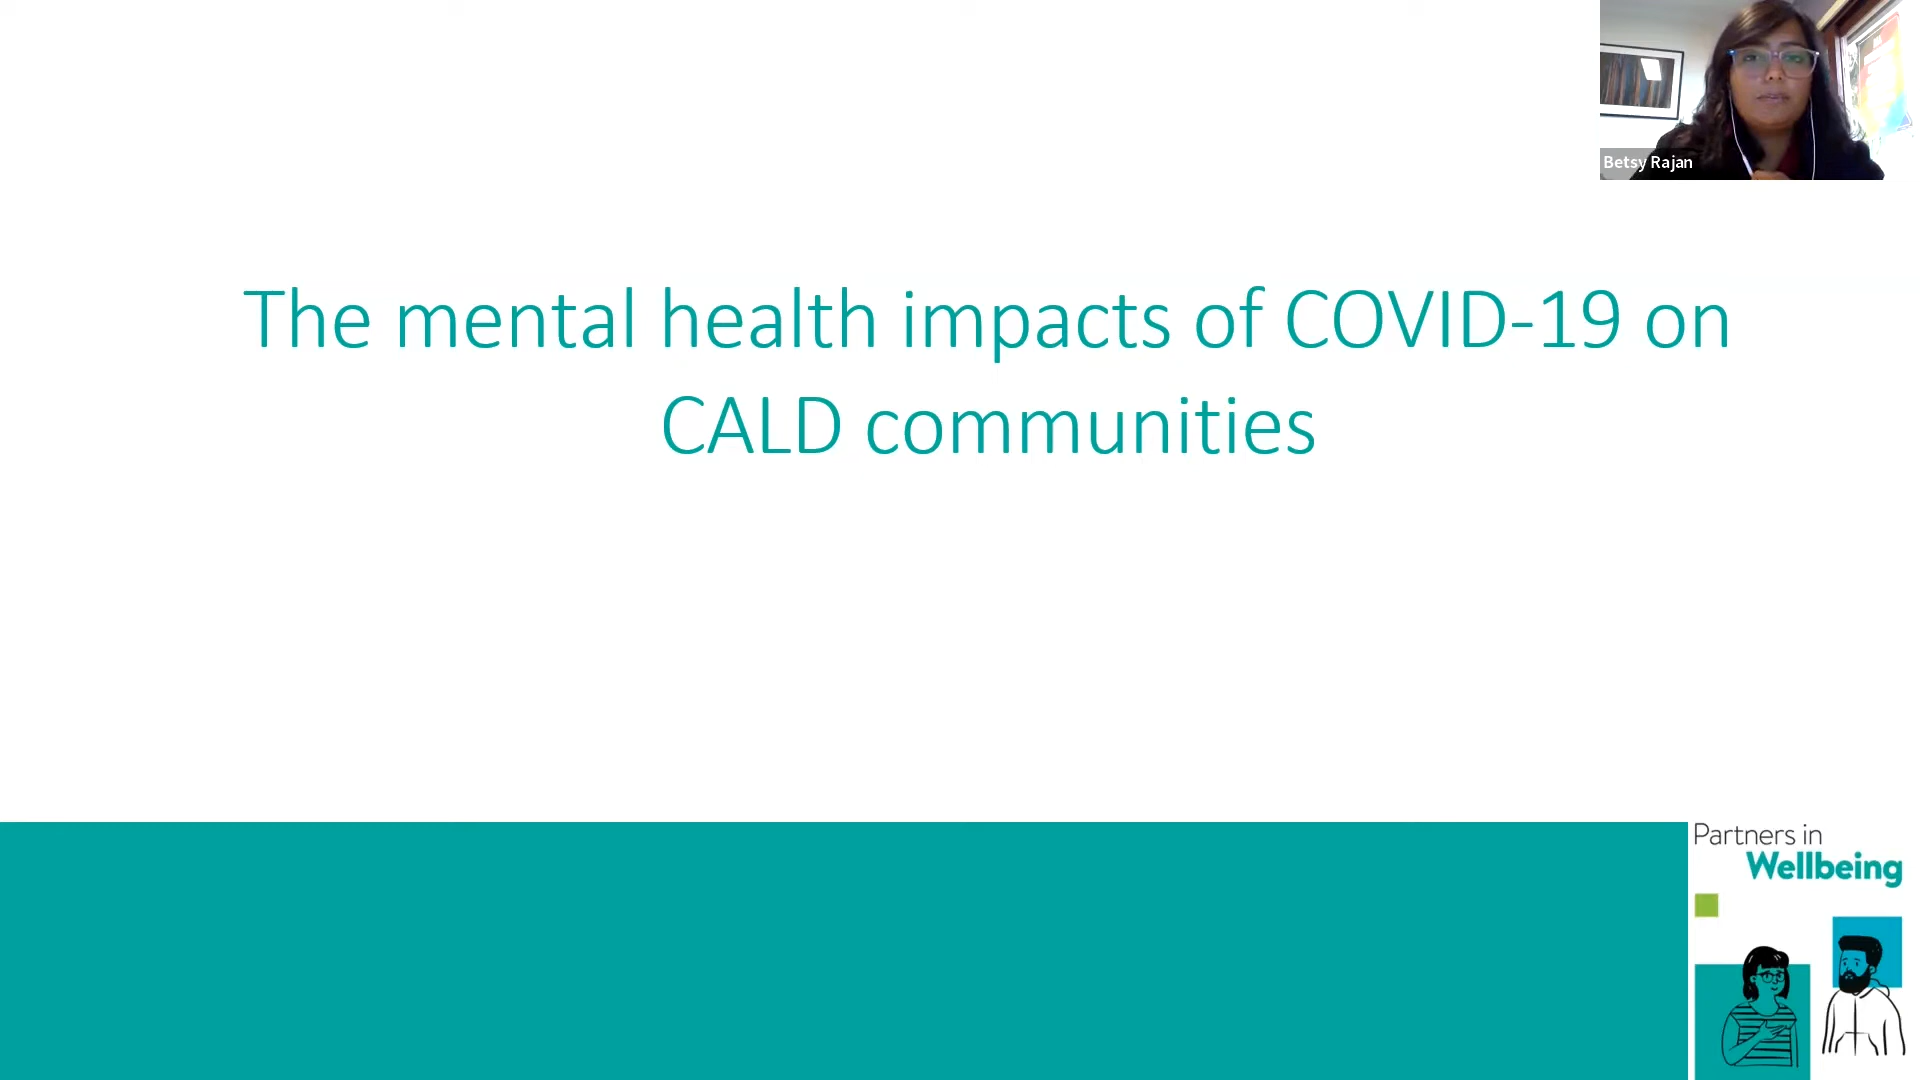 Betsy Rajan
The mental health impacts of COVID-19 on
CALD communities
Partners in
Wellbeing